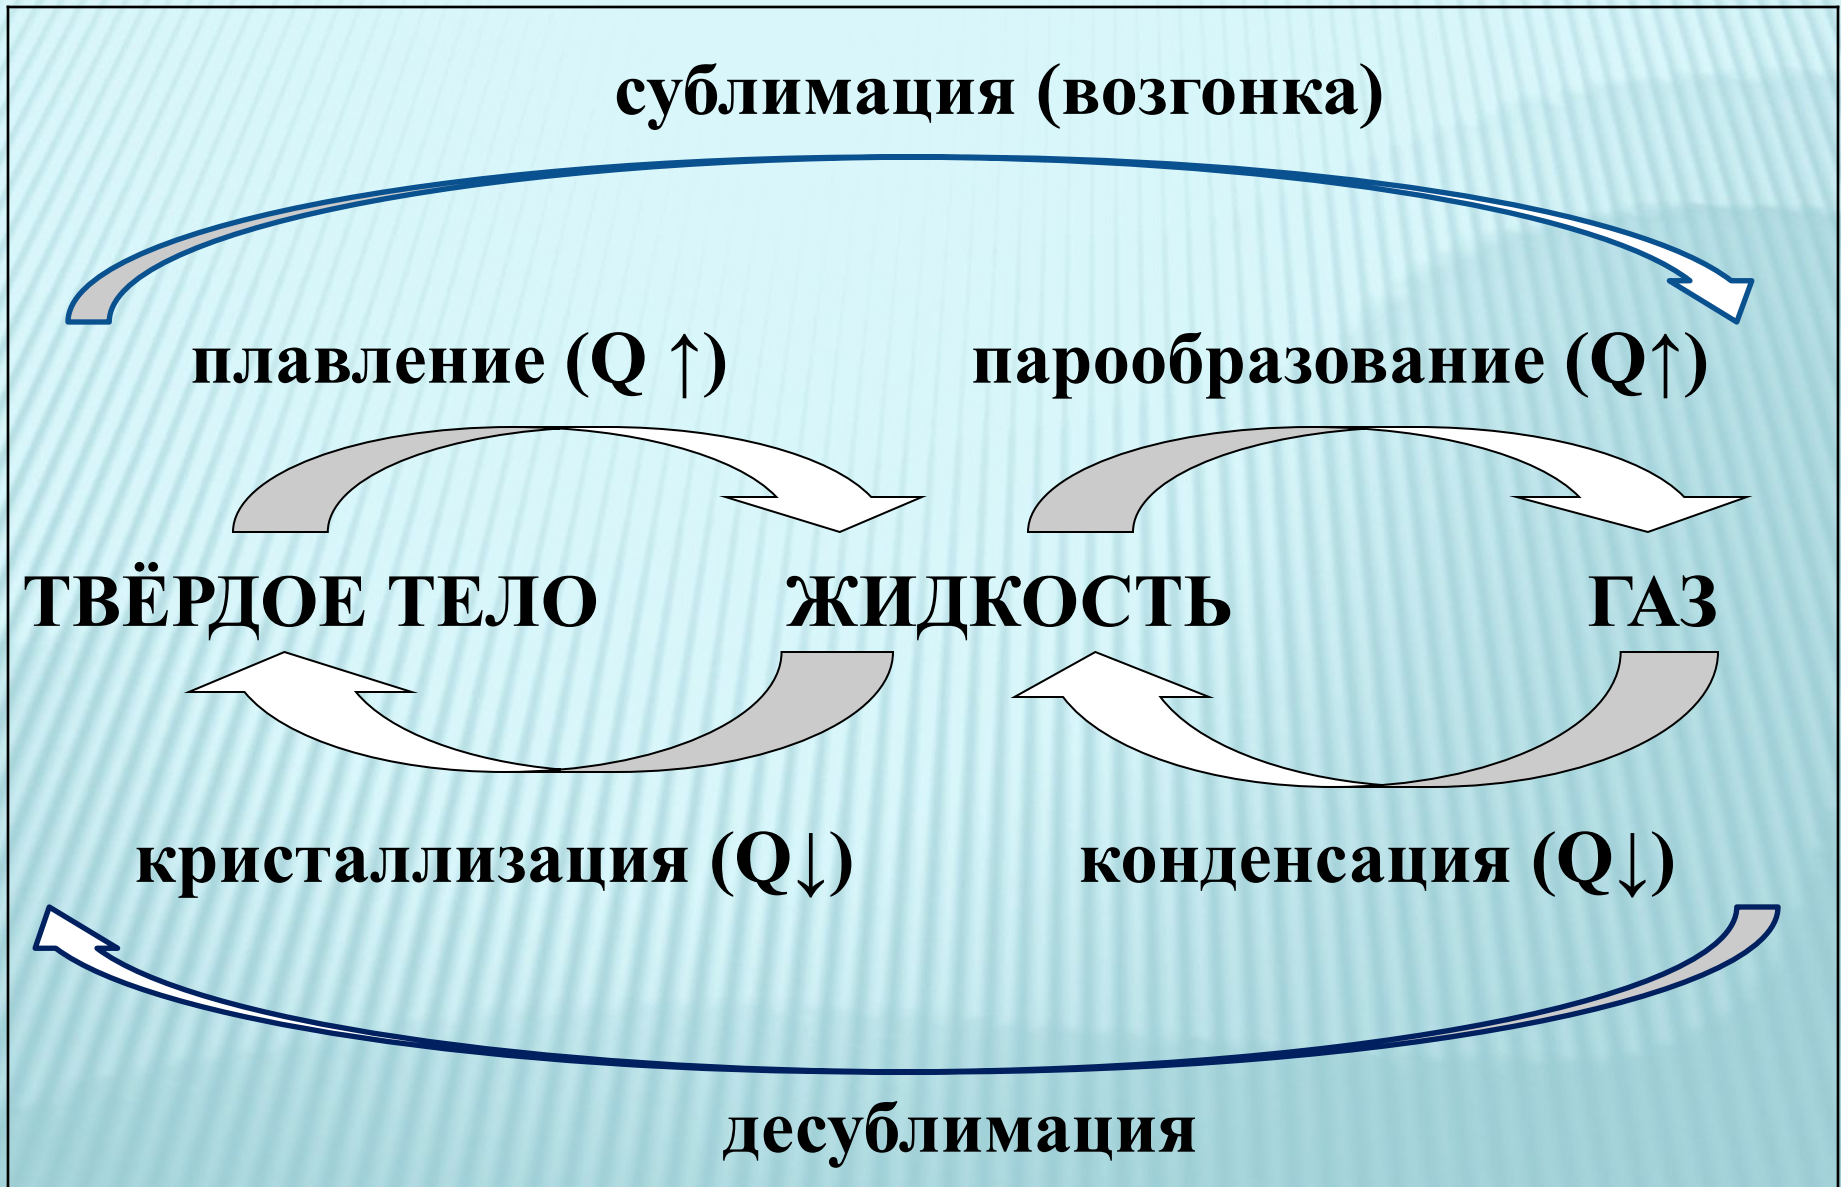 сублимация (возгонка)
плавление (Q ↑) парообразование (Q↑)
ТВЁРДОЕ ТЕЛО ЖИДКОСТЬ ГАЗ
кристаллизация (Q↓) конденсация (Q↓)
десублимация